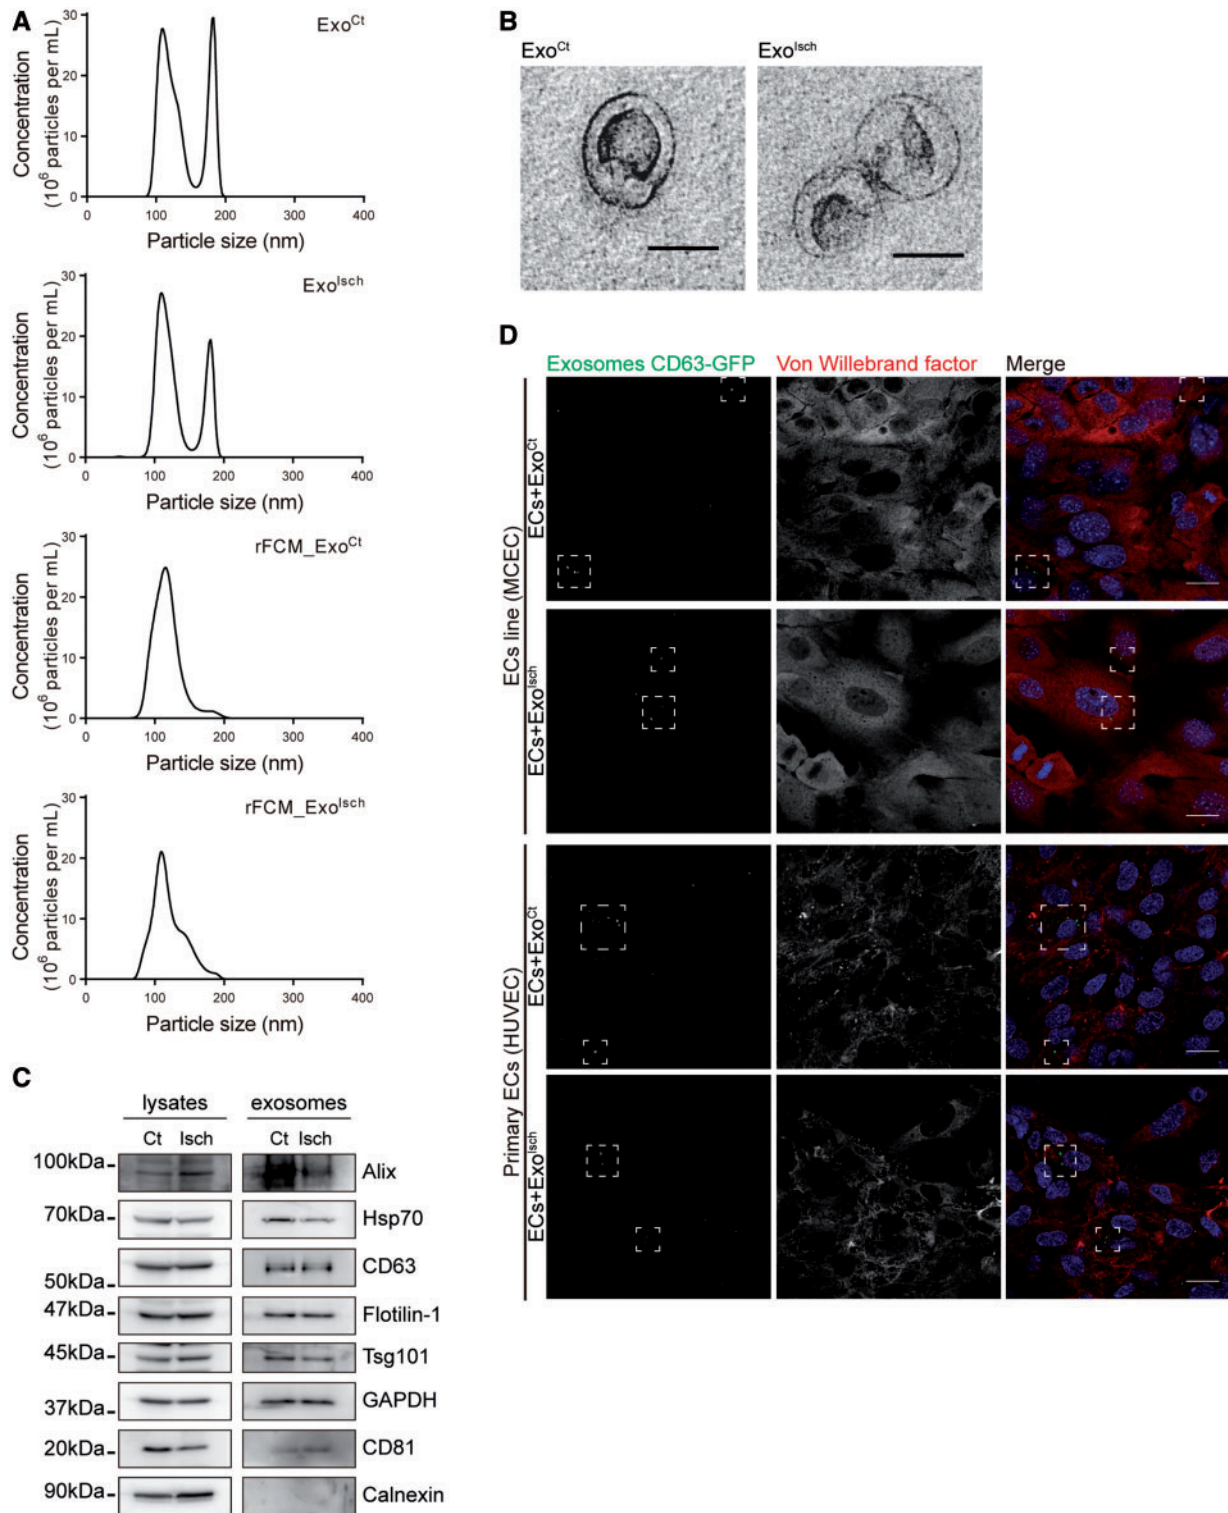 A
Exo^Ct
Concentration
(10^6 particles per mL)
30
20
10
0
0 100 200 300 400
Particle size (nm)
Exo^Isch
Concentration
(10^6 particles per mL)
30
20
10
0
0 100 200 300 400
Particle size (nm)
rFCM_Exo^Ct
Concentration
(10^6 particles per mL)
30
20
10
0
0 100 200 300 400
Particle size (nm)
rFCM_Exo^Isch
Concentration
(10^6 particles per mL)
30
20
10
0
0 100 200 300 400
Particle size (nm)
B
Exo^Ct Exo^Isch
C
lysates exosomes
Ct Isch Ct Isch
100kDa Alix
70kDa Hsp70
CD63
50kDa
47kDa Flotilin-1
45kDa Tsg101
GAPDH
37kDa
20kDa CD81
90kDa Calnexin
D
Exosomes CD63-GFP Von Willebrand factor Merge
ECs line (MCEC)
ECs+Exo^Ct
ECs+Exo^Isch
Primary ECs (HUVEC)
ECs+Exo^Ct
ECs+Exo^Isch